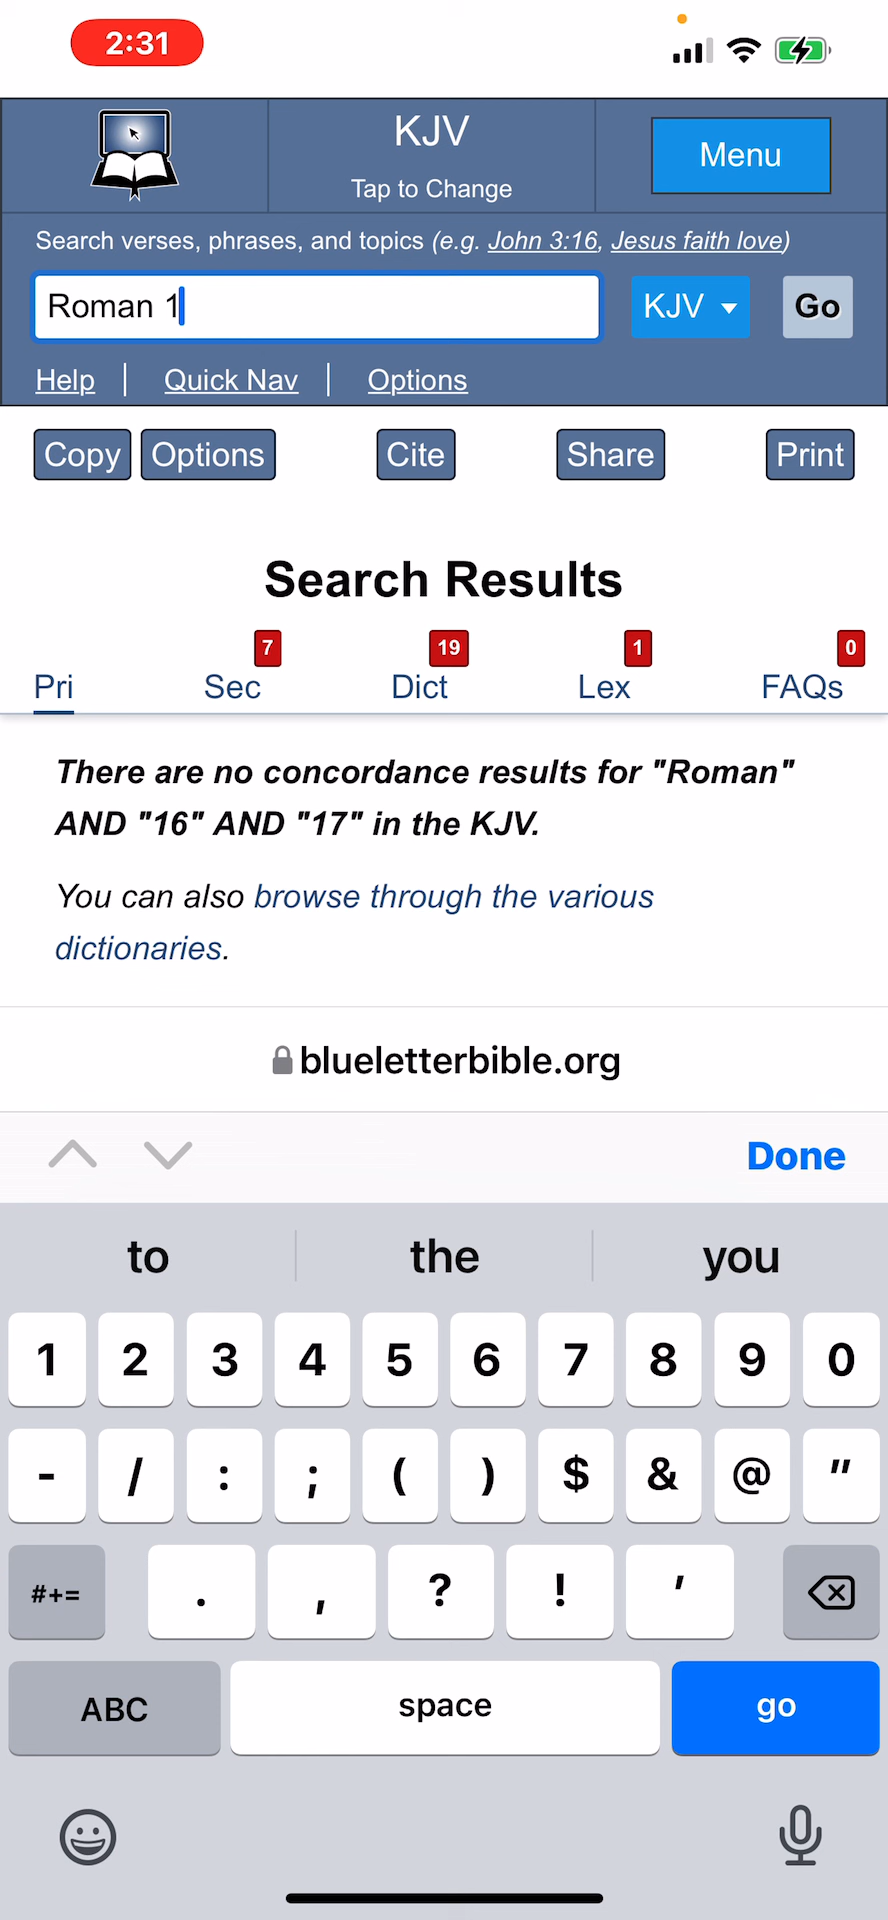 2:31
KJV
Tap to Change
Menu
Search verses, phrases, and topics (e.g. John 3:16, Jesus faith love)
Roman 1
KJV
Go
Help | Quick Nav | Options
Copy Options Cite Share Print
Search Results
7 19 1 0
Pri Sec Dict Lex FAQs
There are no concordance results for "Roman"
AND "16" AND "17" in the KJV.
You can also browse through the various
dictionaries.
blueletterbible.org
Done
to the you
1 2 3 4 5 6 7 8 9 0
- / : ; ( ) $ & @ "
#+= . , ? ! '
ABC space go